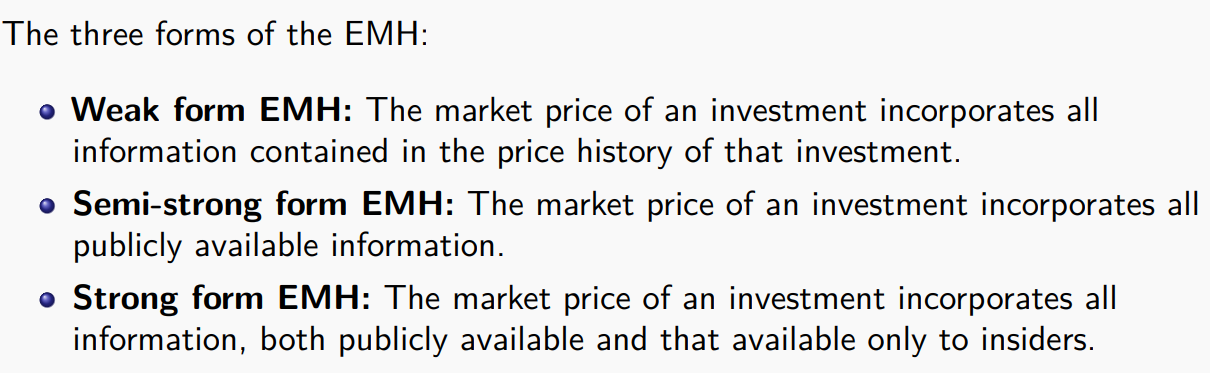 The three forms of the EMH:
Weak form EMH: The market price of an investment incorporates all
information contained in the price history of that investment.
Semi-strong form EMH: The market price of an investment incorporates all
publicly available information.
Strong form EMH: The market price of an investment incorporates all
information, both publicly available and that available only to insiders.